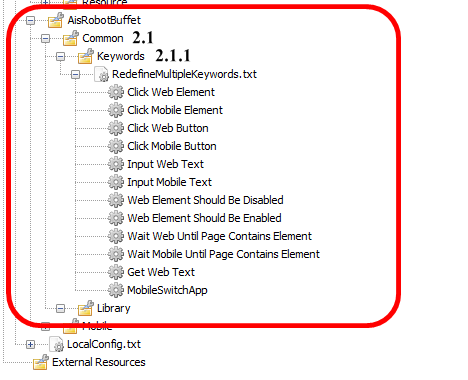 Resource
AisRobotBuffet
Common 2.1
Keywords 2.1.1
RedefineMultipleKeywords.txt
Click Web Element
Click Mobile Element
Click Web Button
Click Mobile Button
Input Web Text
Input Mobile Text
Web Element Should Be Disabled
Web Element Should Be Enabled
Wait Web Until Page Contains Element
Wait Mobile Until Page Contains Element
Get Web Text
MobileSwitchApp
Library
Mobile
LocalConfig.txt
External Resources